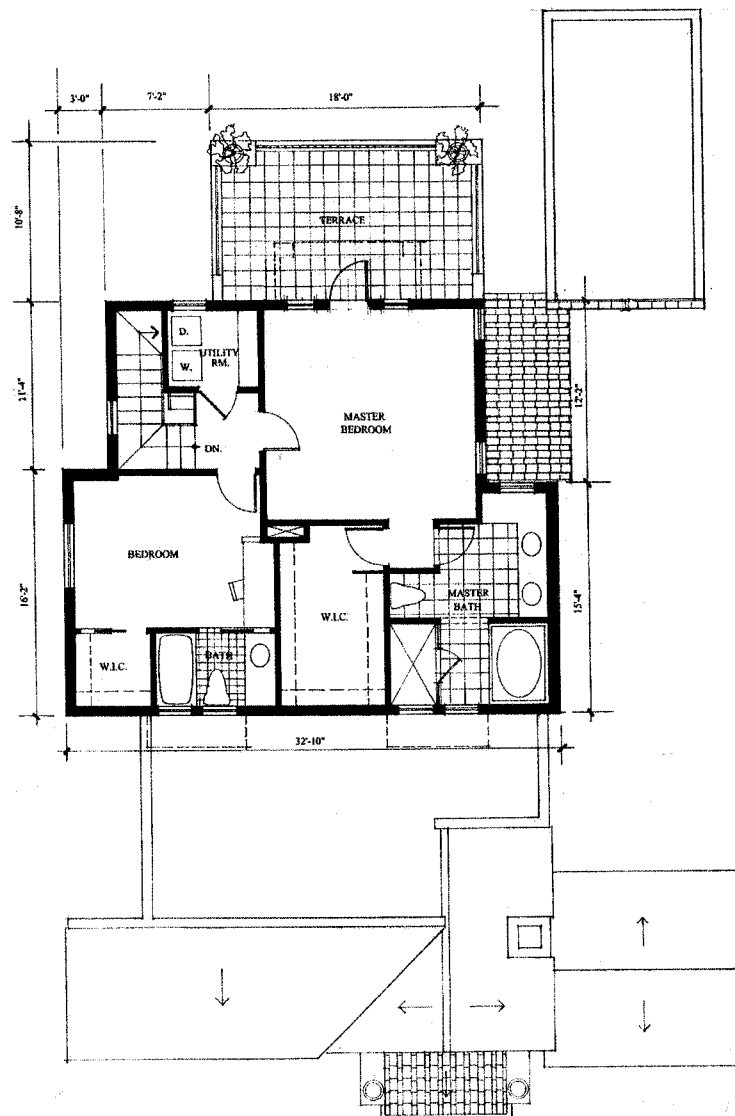 3'-0"
7'-2"
18'-0"
10'-8"
TERRACE
11'-4"
D.
W.
UTILITY
RM.
DN.
MASTER
BEDROOM
12'-2"
BEDROOM
16'-2"
W.I.C.
BATH
W.I.C.
MASTER
BATH
15'-4"
32'-10"